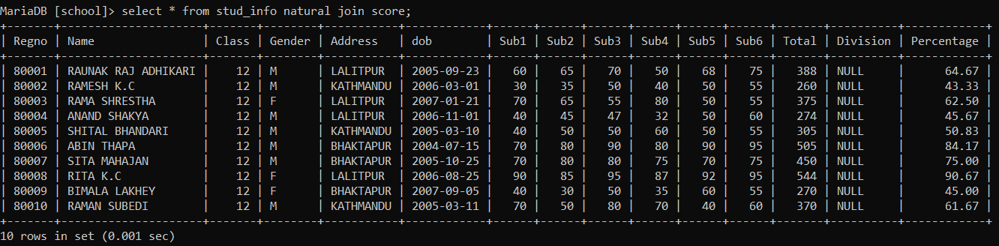 MariaDB [school]> select * from stud_info natural join score;
+-------+----------------------+-------+--------+-----------+------------+------+------+------+------+------+------+-------+----------+------------+
| Regno | Name                 | Class | Gender | Address   | dob        | Sub1 | Sub2 | Sub3 | Sub4 | Sub5 | Sub6 | Total | Division | Percentage |
+-------+----------------------+-------+--------+-----------+------------+------+------+------+------+------+------+-------+----------+------------+
| 80001 | RAUNAK RAJ ADHIKARI |    12 | M      | LALITPUR  | 2005-09-23 |   60 |   65 |   70 |   50 |   68 |   75 |   388 | NULL     |      64.67 |
| 80002 | RAMESH K.C           |    12 | M      | KATHMANDU | 2006-03-01 |   30 |   35 |   50 |   40 |   50 |   55 |   260 | NULL     |      43.33 |
| 80003 | RAMA SHRESTHA        |    12 | F      | LALITPUR  | 2007-01-21 |   70 |   65 |   55 |   80 |   50 |   55 |   375 | NULL     |      62.50 |
| 80004 | ANAND SHAKYA         |    12 | M      | LALITPUR  | 2006-11-01 |   40 |   45 |   47 |   32 |   50 |   60 |   274 | NULL     |      45.67 |
| 80005 | SHITAL BHANDARI      |    12 | M      | KATHMANDU | 2005-03-10 |   40 |   50 |   50 |   60 |   50 |   55 |   305 | NULL     |      50.83 |
| 80006 | ABIN THAPA           |    12 | M      | BHAKTAPUR | 2004-07-15 |   70 |   80 |   90 |   80 |   90 |   95 |   505 | NULL     |      84.17 |
| 80007 | SITA MAHAJAN         |    12 | M      | BHAKTAPUR | 2005-10-25 |   70 |   80 |   80 |   75 |   70 |   75 |   450 | NULL     |      75.00 |
| 80008 | RITA K.C             |    12 | F      | LALITPUR  | 2006-08-25 |   90 |   85 |   95 |   87 |   92 |   95 |   544 | NULL     |      90.67 |
| 80009 | BIMALA LAKHEY        |    12 | F      | BHAKTAPUR | 2007-09-05 |   40 |   30 |   50 |   35 |   60 |   55 |   270 | NULL     |      45.00 |
| 80010 | RAMAN SUBEDI         |    12 | M      | KATHMANDU | 2005-03-11 |   70 |   50 |   80 |   70 |   40 |   60 |   370 | NULL     |      61.67 |
+-------+----------------------+-------+--------+-----------+------------+------+------+------+------+------+------+-------+----------+------------+
10 rows in set (0.001 sec)